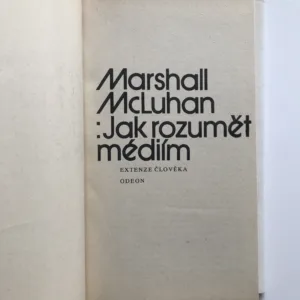 Marshall
McLuhan
:Jak rozumět
médiím
EXTENZE ČLOVĚKA
ODEON